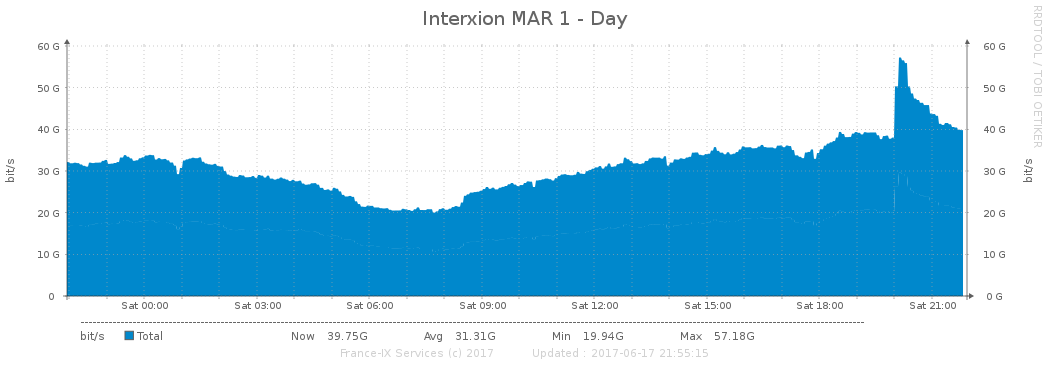 Interxion MAR 1 - Day
RRDTOOL / TOBI OETIKER
60 G 60 G
50 G 50 G
40 G 40 G
30 G 30 G
20 G 20 G
10 G 10 G
0 0 G
bit/s bit/s
Sat 00:00 Sat 03:00 Sat 06:00 Sat 09:00 Sat 12:00 Sat 15:00 Sat 18:00 Sat 21:00
bit/s Total Now 39.75G Avg 31.31G Min 19.94G Max 57.18G
France-IX Services (c) 2017 Updated : 2017-06-17 21:55:15